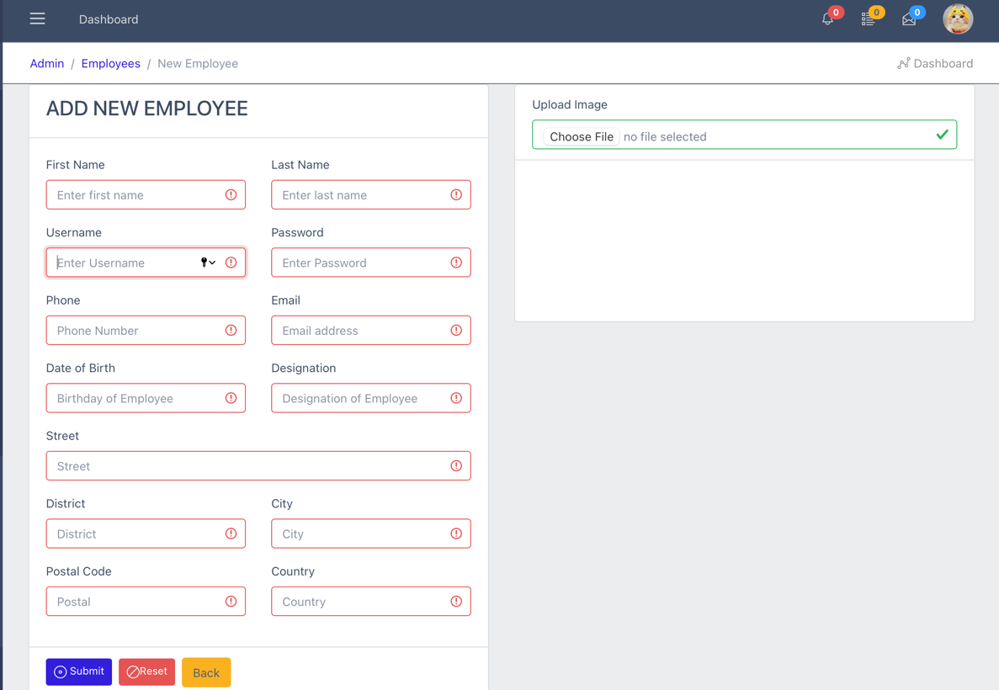 Dashboard 0 0 0
Admin / Employees / New Employee Dashboard
ADD NEW EMPLOYEE
First Name Last Name
Enter first name Enter last name
Username Password
Enter Username Enter Password
Phone Email
Phone Number Email address
Date of Birth Designation
Birthday of Employee Designation of Employee
Street
Street
District City
District City
Postal Code Country
Postal Country
Submit Reset Back
Upload Image
Choose File no file selected